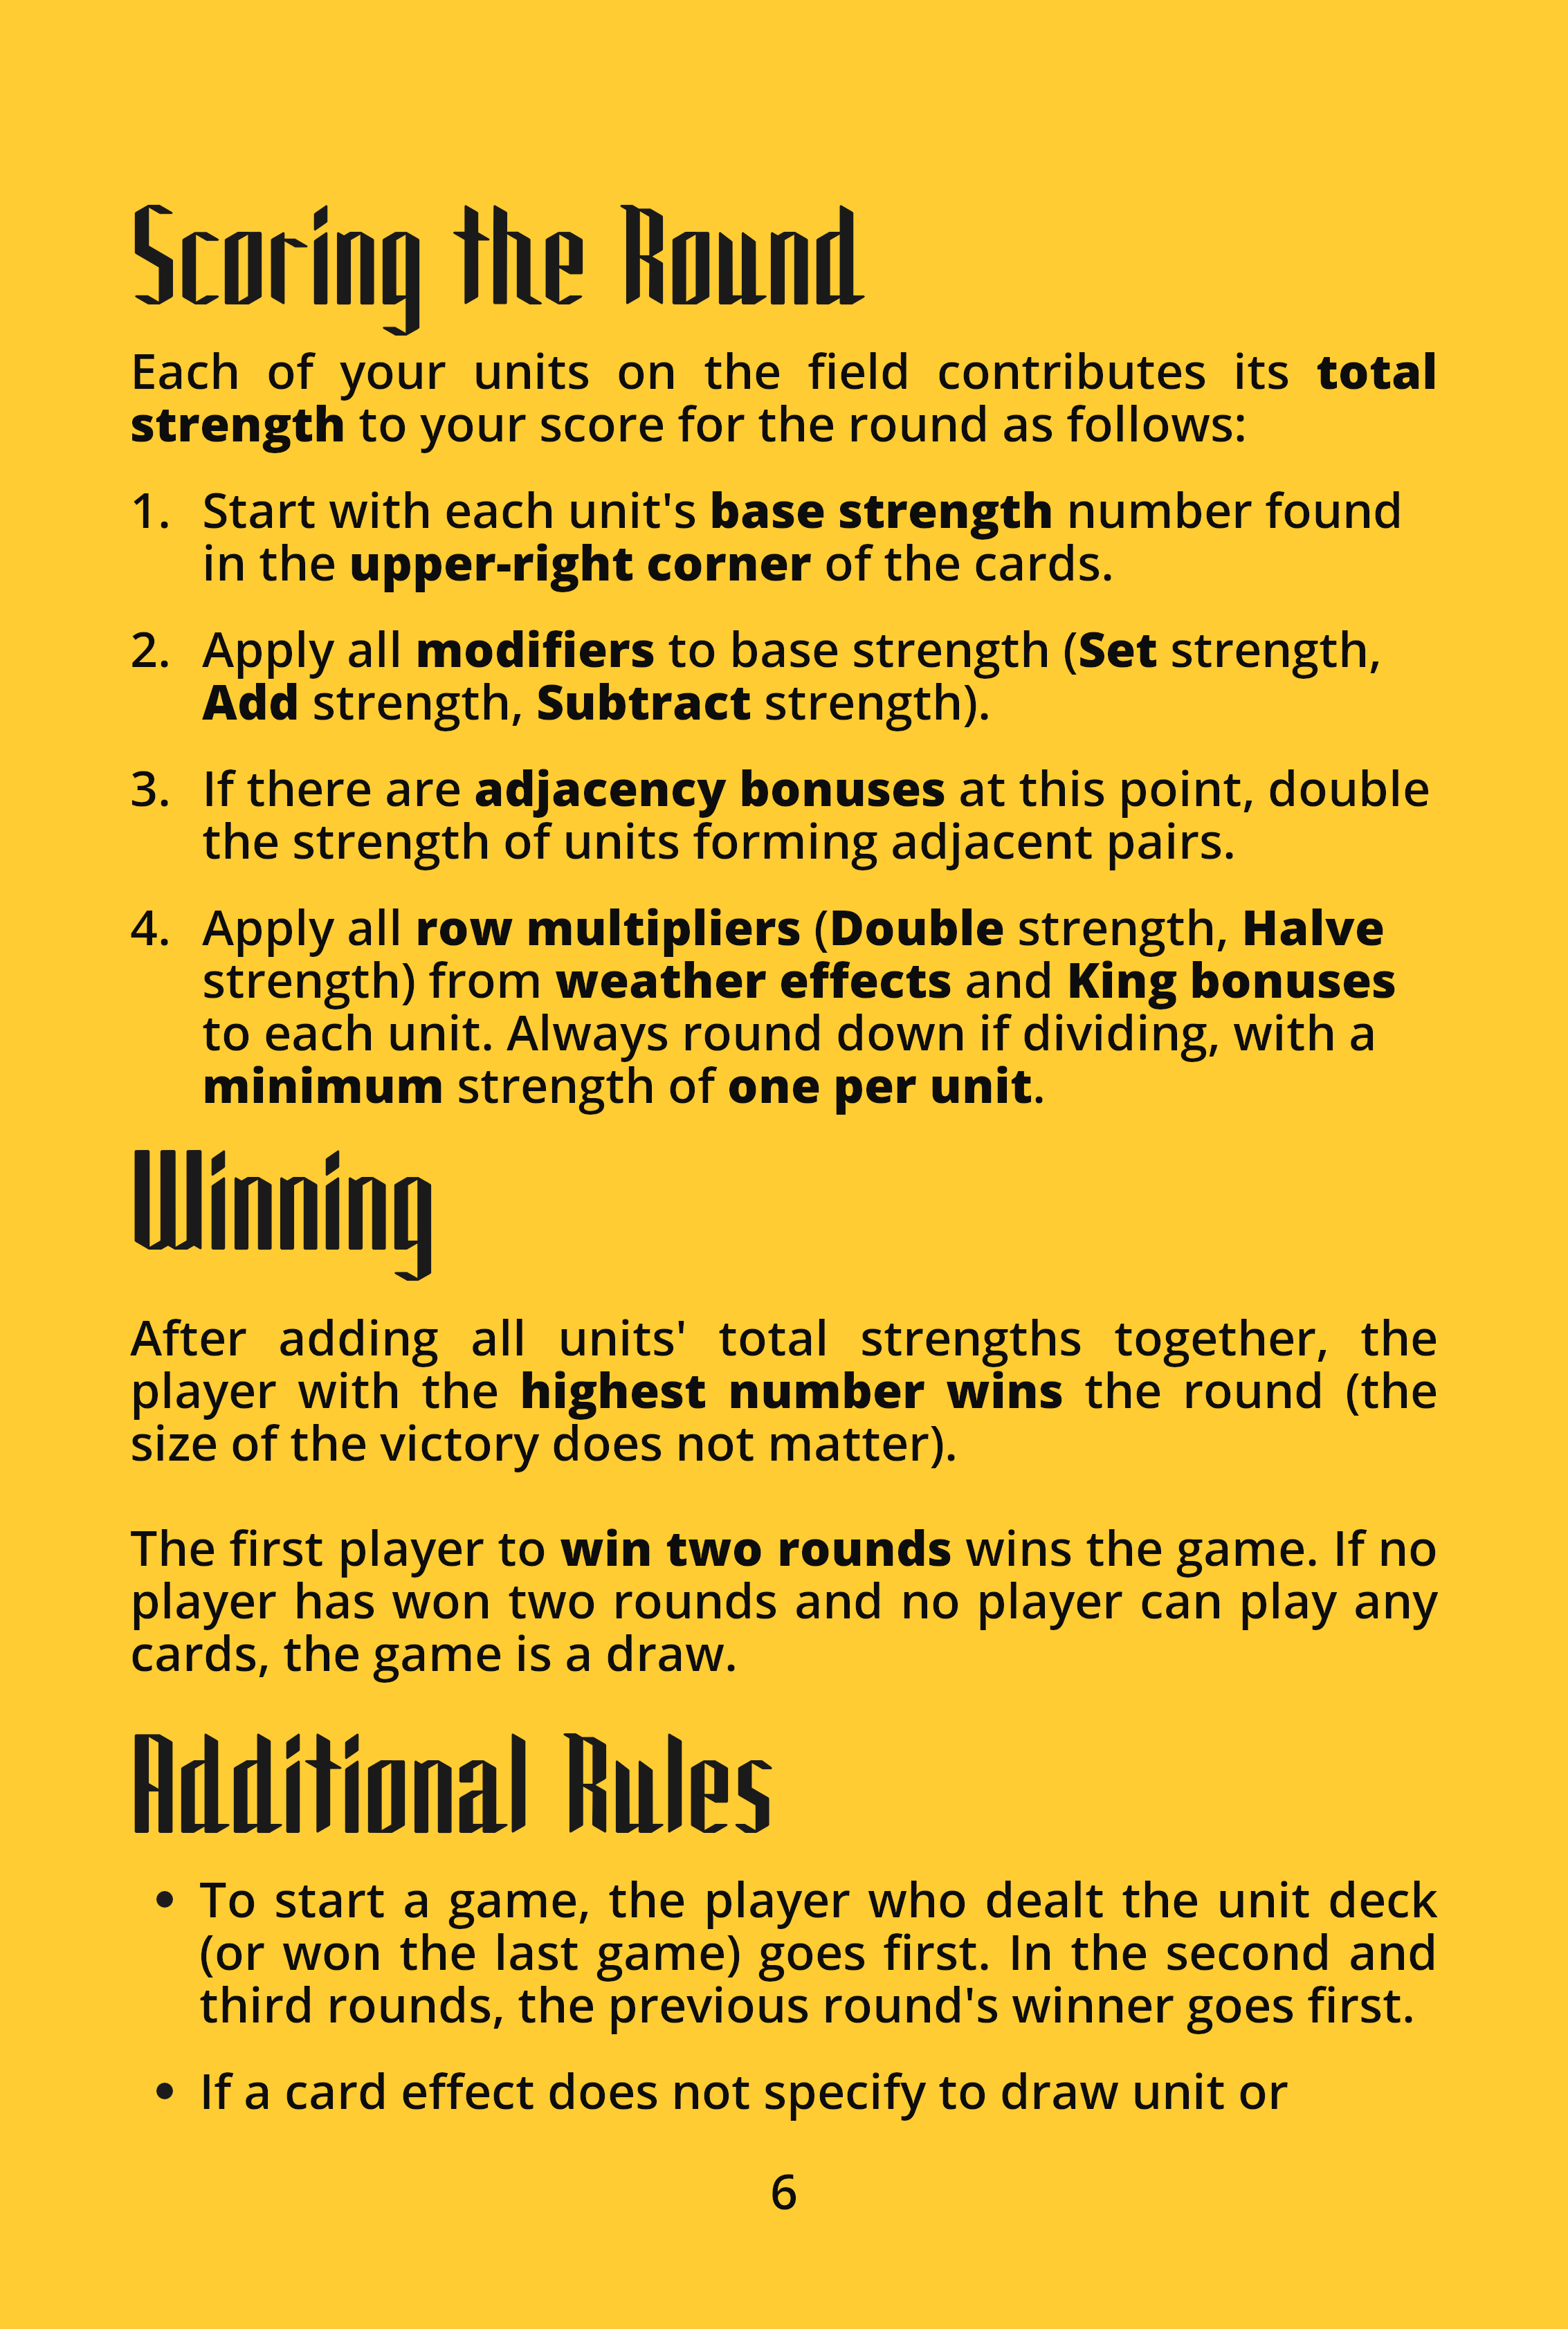 Scoring the Round
Each of your units on the field contributes its total
strength to your score for the round as follows:
1. Start with each unit's base strength number found
in the upper-right corner of the cards.
2. Apply all modifiers to base strength (Set strength,
Add strength, Subtract strength).
3. If there are adjacency bonuses at this point, double
the strength of units forming adjacent pairs.
4. Apply all row multipliers (Double strength, Halve
strength) from weather effects and King bonuses
to each unit. Always round down if dividing, with a
minimum strength of one per unit.
Winning
After adding all units' total strengths together, the
player with the highest number wins the round (the
size of the victory does not matter).
The first player to win two rounds wins the game. If no
player has won two rounds and no player can play any
cards, the game is a draw.
Additional Rules
• To start a game, the player who dealt the unit deck
(or won the last game) goes first. In the second and
third rounds, the previous round's winner goes first.
• If a card effect does not specify to draw unit or
6